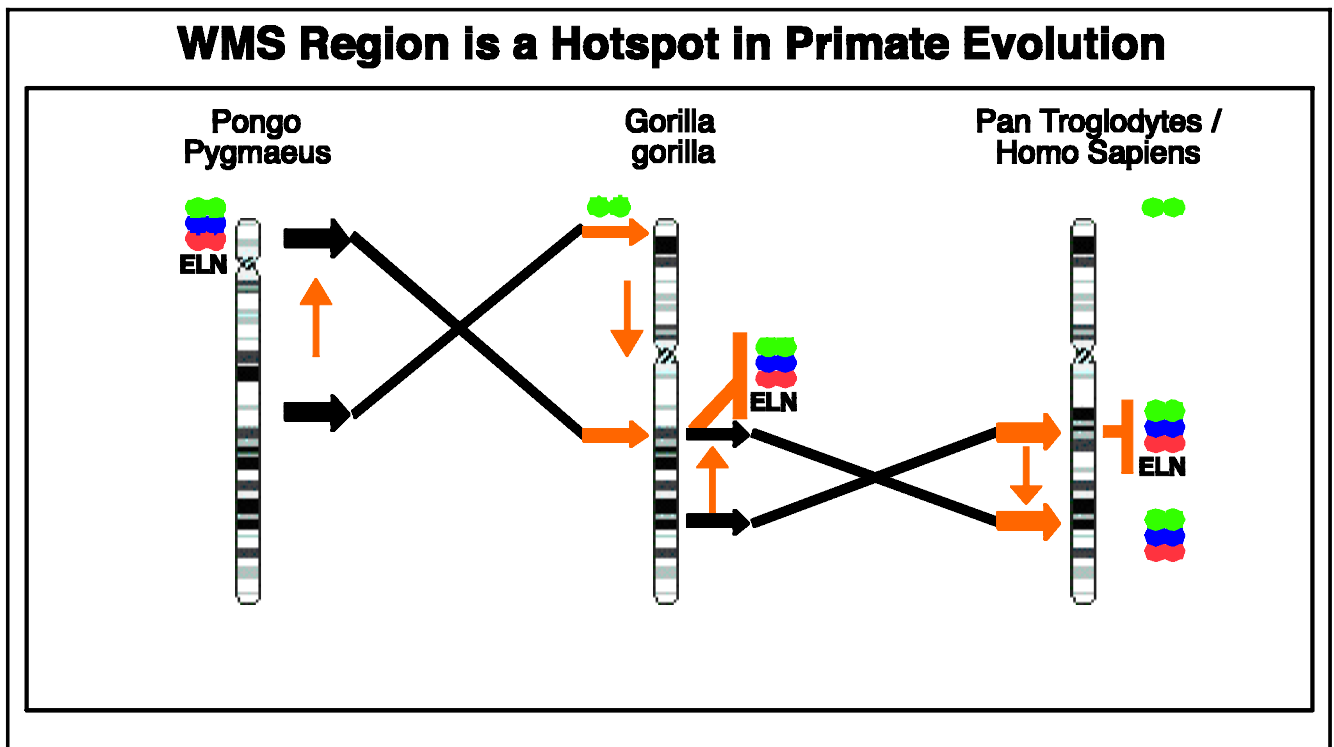 WMS Region is a Hotspot in Primate Evolution
Pongo
Pygmaeus
Gorilla
gorilla
Pan Troglodytes /
Homo Sapiens
ELN
ELN
ELN